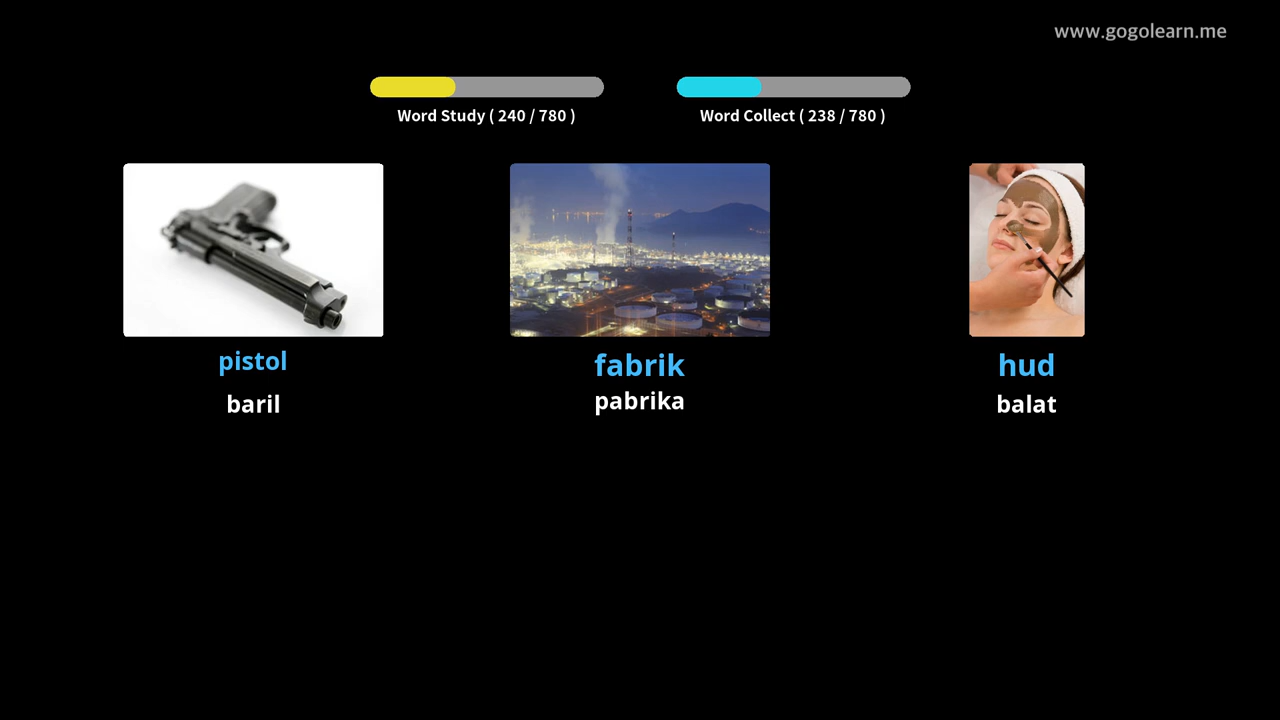 www.gogolearn.me
Word Study ( 240 / 780 )
Word Collect ( 238 / 780 )
pistol
baril
fabrik
pabrika
hud
balat